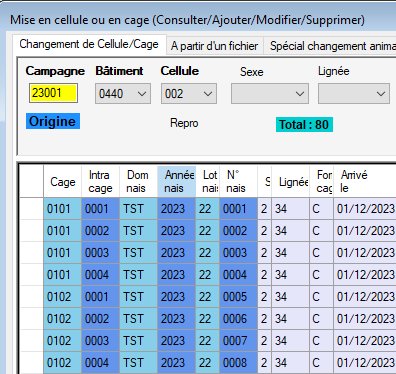 Mise en cellule ou en cage (Consulter/Ajouter/Modifier/Supprimer)
Changement de Cellule/Cage A partir d'un fichier Spécial changement anima
Campagne Bâtiment Cellule Sexe Lignée
23001 0440 002
Origine Repro Total : 80
Cage Intra cage Dom nais Année nais Lot nais N° nais S Lignée For cag Arrivé le
0101 0001 TST 2023 22 0001 2 34 C 01/12/2023
0101 0002 TST 2023 22 0002 2 34 C 01/12/2023
0101 0003 TST 2023 22 0003 2 34 C 01/12/2023
0101 0004 TST 2023 22 0004 2 34 C 01/12/2023
0102 0001 TST 2023 22 0005 2 34 C 01/12/2023
0102 0002 TST 2023 22 0006 2 34 C 01/12/2023
0102 0003 TST 2023 22 0007 2 34 C 01/12/2023
0102 0004 TST 2023 22 0008 2 34 C 01/12/2023